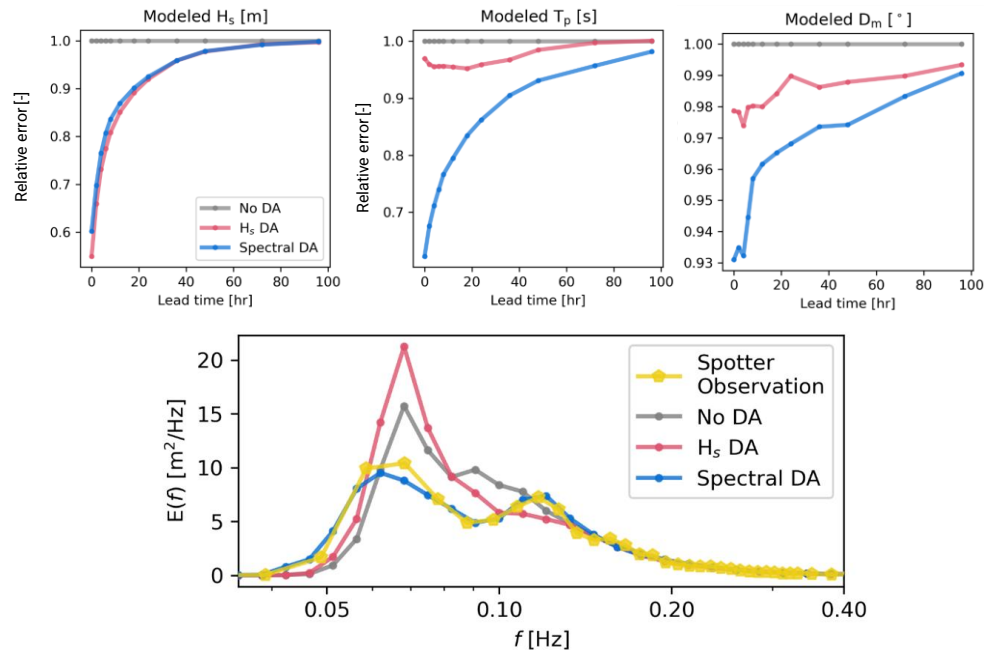 Modeled Hₛ [m]
Relative error [-]
1.0
0.9
0.8
0.7
0.6
No DA
Hₛ DA
Spectral DA
0 20 40 60 80 100
Lead time [hr]
Modeled Tₚ [s]
Relative error [-]
1.0
0.9
0.8
0.7
0 20 40 60 80 100
Lead time [hr]
Modeled Dₘ [°]
1.00
0.99
0.98
0.97
0.96
0.95
0.94
0.93
0 20 40 60 80 100
Lead time [hr]
E(f) [m²/Hz]
20
15
10
5
0
Spotter
Observation
No DA
Hₛ DA
Spectral DA
0.05 0.10 0.20 0.40
f [Hz]